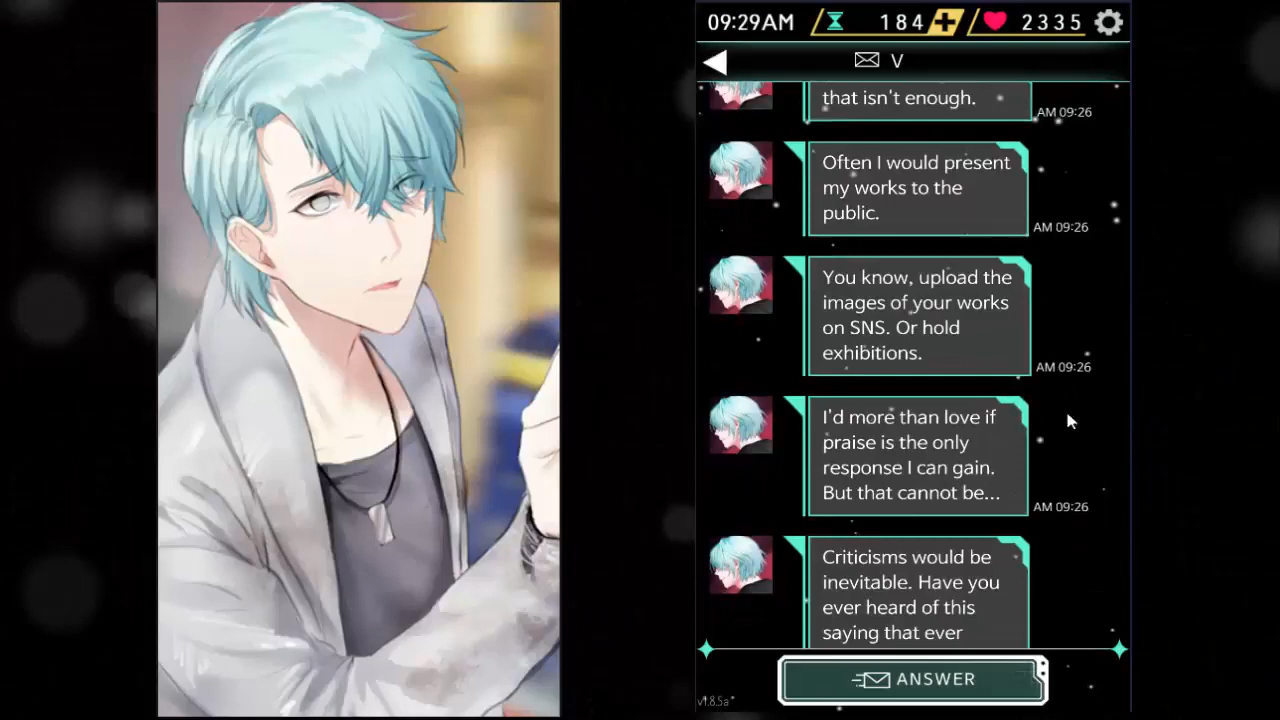 09:29AM 184 2335
V
that isn't enough.
AM 09:26
Often I would present
my works to the
public.
AM 09:26
You know, upload the
images of your works
on SNS. Or hold
exhibitions.
AM 09:26
I'd more than love if
praise is the only
response I can gain.
But that cannot be...
AM 09:26
Criticisms would be
inevitable. Have you
ever heard of this
saying that ever
ANSWER
v1.8.5a*